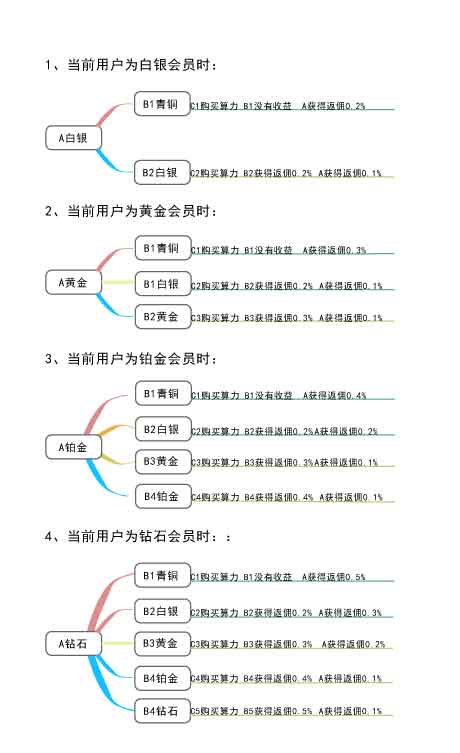 1、当前用户为白银会员时：
B1青铜 C1购买算力 B1没有收益 A获得返佣0.2%
A白银
B2白银 C2购买算力 B2获得返佣0.2% A获得返佣0.1%
2、当前用户为黄金会员时：
B1青铜 C1购买算力 B1没有收益 A获得返佣0.3%
A黄金
B1白银 C2购买算力 B2获得返佣0.2% A获得返佣0.1%
B2黄金 C3购买算力 B3获得返佣0.3% A获得返佣0.1%
3、当前用户为铂金会员时：
B1青铜 C1购买算力 B1没有收益 A获得返佣0.4%
B2白银 C2购买算力 B2获得返佣0.2%A获得返佣0.2%
A铂金
B3黄金 C3购买算力 B3获得返佣0.3%A获得返佣0.1%
B4铂金 C4购买算力 B4获得返佣0.4% A获得返佣0.1%
4、当前用户为钻石会员时：：
B1青铜 C1购买算力 B1没有收益 A获得返佣0.5%
B2白银 C2购买算力 B2获得返佣0.2% A获得返佣0.3%
A钻石
B3黄金 C3购买算力 B3获得返佣0.3% A获得返佣0.2%
B4铂金 C4购买算力 B4获得返佣0.4% A获得返佣0.1%
B4钻石 C5购买算力 B5获得返佣0.5% A获得返佣0.1%